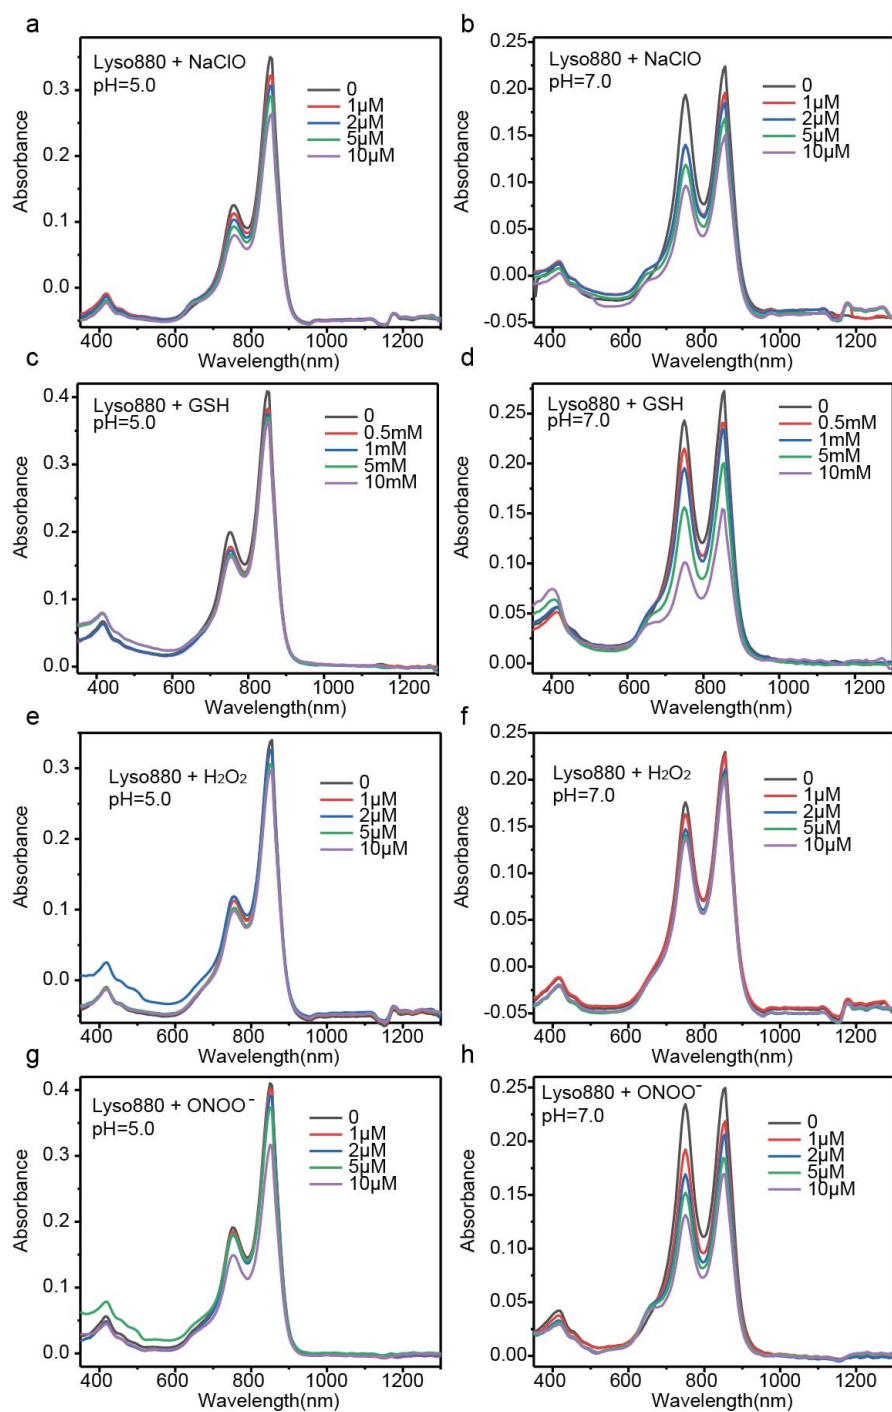 a
Lyso880 + NaClO
pH=5.0
0
1μM
2μM
5μM
10μM
0.3
0.2
0.1
0.0
Absorbance
400 600 800 1000 1200
Wavelength(nm)
b
Lyso880 + NaClO
pH=7.0
0
1μM
2μM
5μM
10μM
0.25
0.20
0.15
0.10
0.05
0.00
-0.05
Absorbance
400 600 800 1000 1200
Wavelength(nm)
c
Lyso880 + GSH
pH=5.0
0
0.5mM
1mM
5mM
10mM
0.4
0.3
0.2
0.1
0.0
Absorbance
400 600 800 1000 1200
Wavelength(nm)
d
Lyso880 + GSH
pH=7.0
0
0.5mM
1mM
5mM
10mM
0.25
0.20
0.15
0.10
0.05
0.00
Absorbance
400 600 800 1000 1200
Wavelength(nm)
e
Lyso880 + H₂O₂
pH=5.0
0
1μM
2μM
5μM
10μM
0.3
0.2
0.1
0.0
Absorbance
400 600 800 1000 1200
Wavelength(nm)
f
Lyso880 + H₂O₂
pH=7.0
0
1μM
2μM
5μM
10μM
0.25
0.20
0.15
0.10
0.05
0.00
-0.05
Absorbance
400 600 800 1000 1200
Wavelength(nm)
g
Lyso880 + ONOO⁻
pH=5.0
0
1μM
2μM
5μM
10μM
0.4
0.3
0.2
0.1
0.0
Absorbance
400 600 800 1000 1200
Wavelength(nm)
h
Lyso880 + ONOO⁻
pH=7.0
0
1μM
2μM
5μM
10μM
0.25
0.20
0.15
0.10
0.05
0.00
Absorbance
400 600 800 1000 1200
Wavelength(nm)